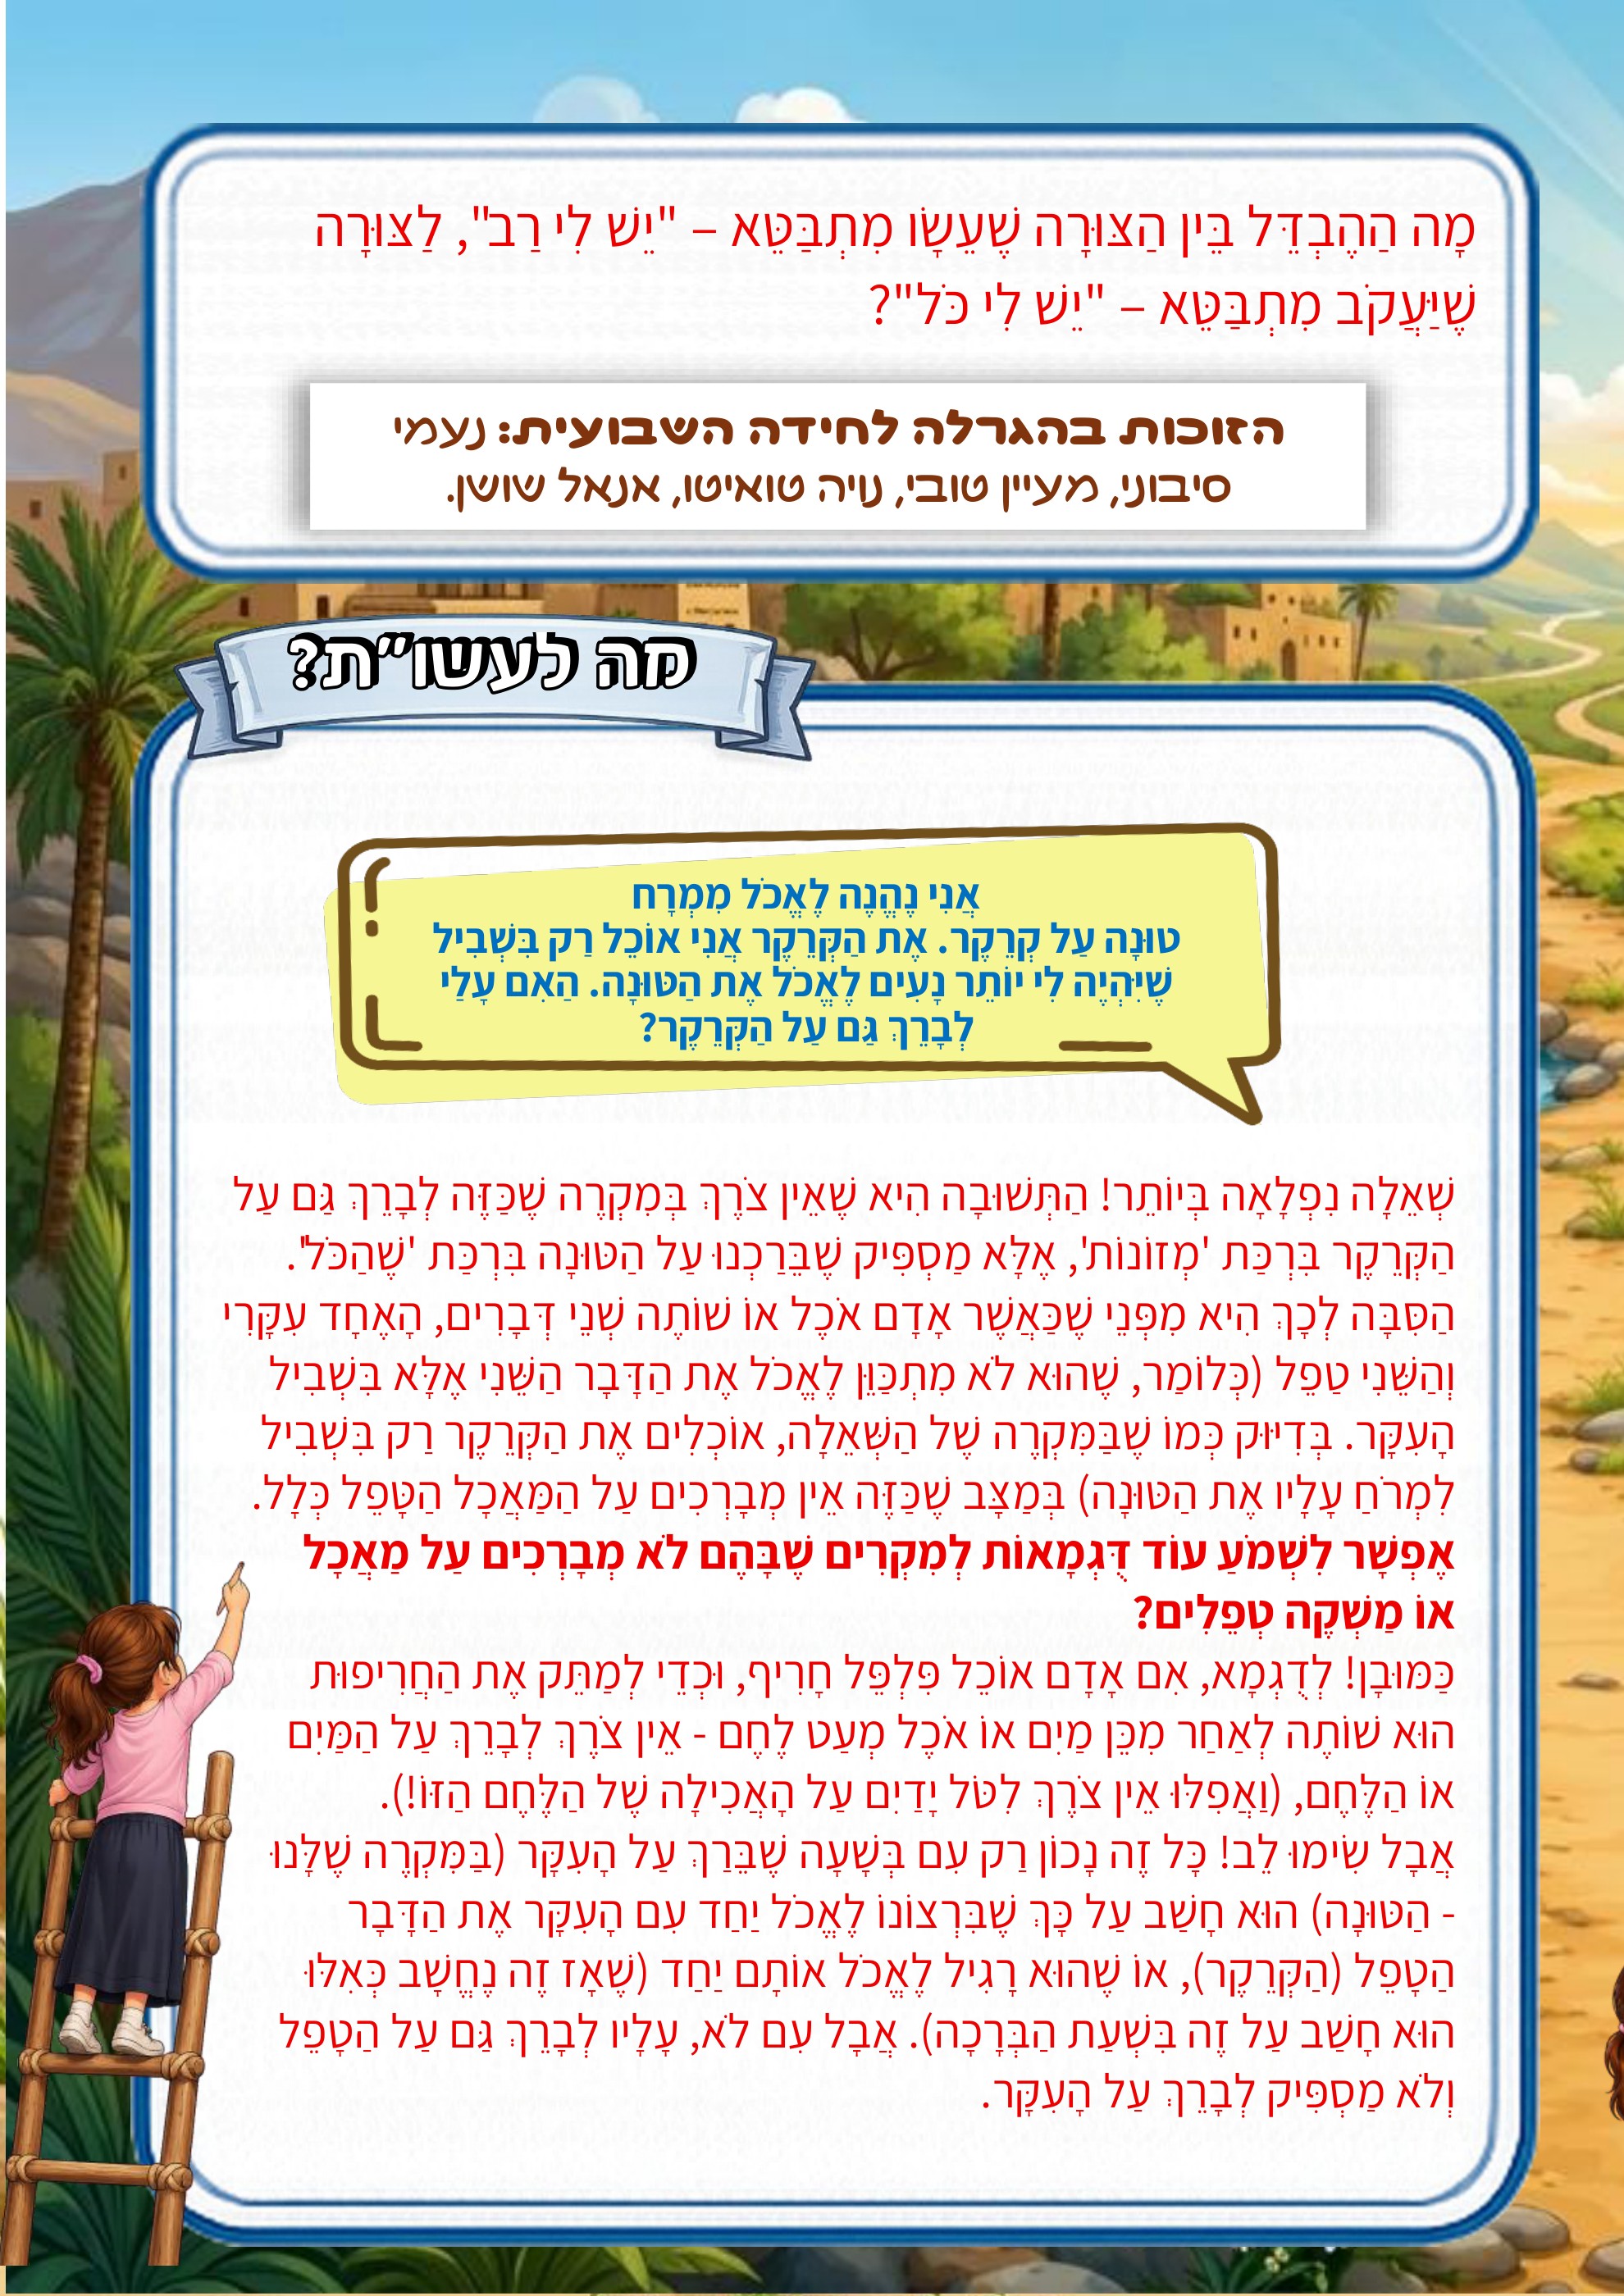 מָה הַהֶבְדֵּל בֵּין הַצּוּרָה שֶׁעֵשָׂו מִתְבַּטֵּא – "יֵשׁ לִי רַב", לַצּוּרָה
שֶׁיַּעֲקֹב מִתְבַּטֵּא – "יֵשׁ לִי כֹּל"?
הזוכות בהגרלה לחידה השבועית: נעמי
סיבוני, מעיין טובי, נויה טואיטו, אנאל שושן.
מה לעשו"ת?
אֲנִי נֶהֱנָה לֶאֱכֹל מִמְרָח
טוּנָה עַל קְרֵקֶר. אֶת הַקְּרֵקֶר אֲנִי אוֹכֵל רַק בִּשְׁבִיל
שֶׁיִּהְיֶה לִי יוֹתֵר נָעִים לֶאֱכֹל אֶת הַטּוּנָה. הַאִם עָלַי
לְבָרֵךְ גַּם עַל הַקְּרֵקֶר?
שְׁאֵלָה נִפְלָאָה בְּיוֹתֵר! הַתְּשׁוּבָה הִיא שֶׁאֵין צֹרֶךְ בְּמִקְרֶה שֶׁכַּזֶּה לְבָרֵךְ גַּם עַל
הַקְּרֵקֶר בִּרְכַּת 'מְזוֹנוֹת', אֶלָּא מַסְפִּיק שֶׁבֵּרַכְנוּ עַל הַטּוּנָה בִּרְכַּת 'שֶׁהַכֹּל'.
הַסִּבָּה לְכָךְ הִיא מִפְּנֵי שֶׁכַּאֲשֶׁר אָדָם אֹכֶל אוֹ שׁוֹתֶה שְׁנֵי דְּבָרִים, הָאֶחָד עִקָּרִי
וְהַשֵּׁנִי טַפֵל (כְּלוֹמַר, שֶׁהוּא לֹא מִתְכַּוֵּן לֶאֱכֹל אֶת הַדָּבָר הַשֵּׁנִי אֶלָּא בִּשְׁבִיל
הָעִקָּר. בְּדִיּוּק כְּמוֹ שֶׁבַּמִּקְרֶה שֶׁל הַשְּׁאֵלָה, אוֹכְלִים אֶת הַקְּרֵקֶר רַק בִּשְׁבִיל
לִמְרֹחַ עָלָיו אֶת הַטּוּנָה) בְּמַצָּב שֶׁכַּזֶּה אֵין מְבָרְכִים עַל הַמַּאֲכָל הַטָּפֵל כְּלָל.
אֶפְשָׁר לִשְׁמֹעַ עוֹד דֻּגְמָאוֹת לְמִקְרִים שֶׁבָּהֶם לֹא מְבָרְכִים עַל מַאֲכָל
אוֹ מַשְׁקֶה טְפֵלִים?
כַּמּוּבָן! לְדֻגְמָא, אִם אָדָם אוֹכֵל פִּלְפֵּל חָרִיף, וּכְדֵי לְמַתֵּק אֶת הַחֲרִיפוּת
הוּא שׁוֹתֶה לְאַחַר מִכֵּן מַיִם אוֹ אֹכֶל מְעַט לֶחֶם - אֵין צֹרֶךְ לְבָרֵךְ עַל הַמַּיִם
אוֹ הַלֶּחֶם, (וַאֲפִלּוּ אֵין צֹרֶךְ לִטֹּל יָדַיִם עַל הָאֲכִילָה שֶׁל הַלֶּחֶם הַזּוֹ!).
אֲבָל שִׂימוּ לֵב! כָּל זֶה נָכוֹן רַק עִם בְּשָׁעָה שֶׁבֵּרַךְ עַל הָעִקָּר (בַּמִּקְרֶה שֶׁלָּנוּ
- הַטּוּנָה) הוּא חָשַׁב עַל כָּךְ שֶׁבִּרְצוֹנוֹ לֶאֱכֹל יַחַד עִם הָעִקָּר אֶת הַדָּבָר
הַטָפֵל (הַקְּרֵקֶר), אוֹ שֶׁהוּא רָגִיל לֶאֱכֹל אוֹתָם יַחַד (שֶׁאָז זֶה נֶחֱשָׁב כְּאִלּוּ
הוּא חָשַׁב עַל זֶה בִּשְׁעַת הַבְּרָכָה). אֲבָל עִם לֹא, עָלָיו לְבָרֵךְ גַּם עַל הַטָפֵל
וְלֹא מַסְפִּיק לְבָרֵךְ עַל הָעִקָּר.